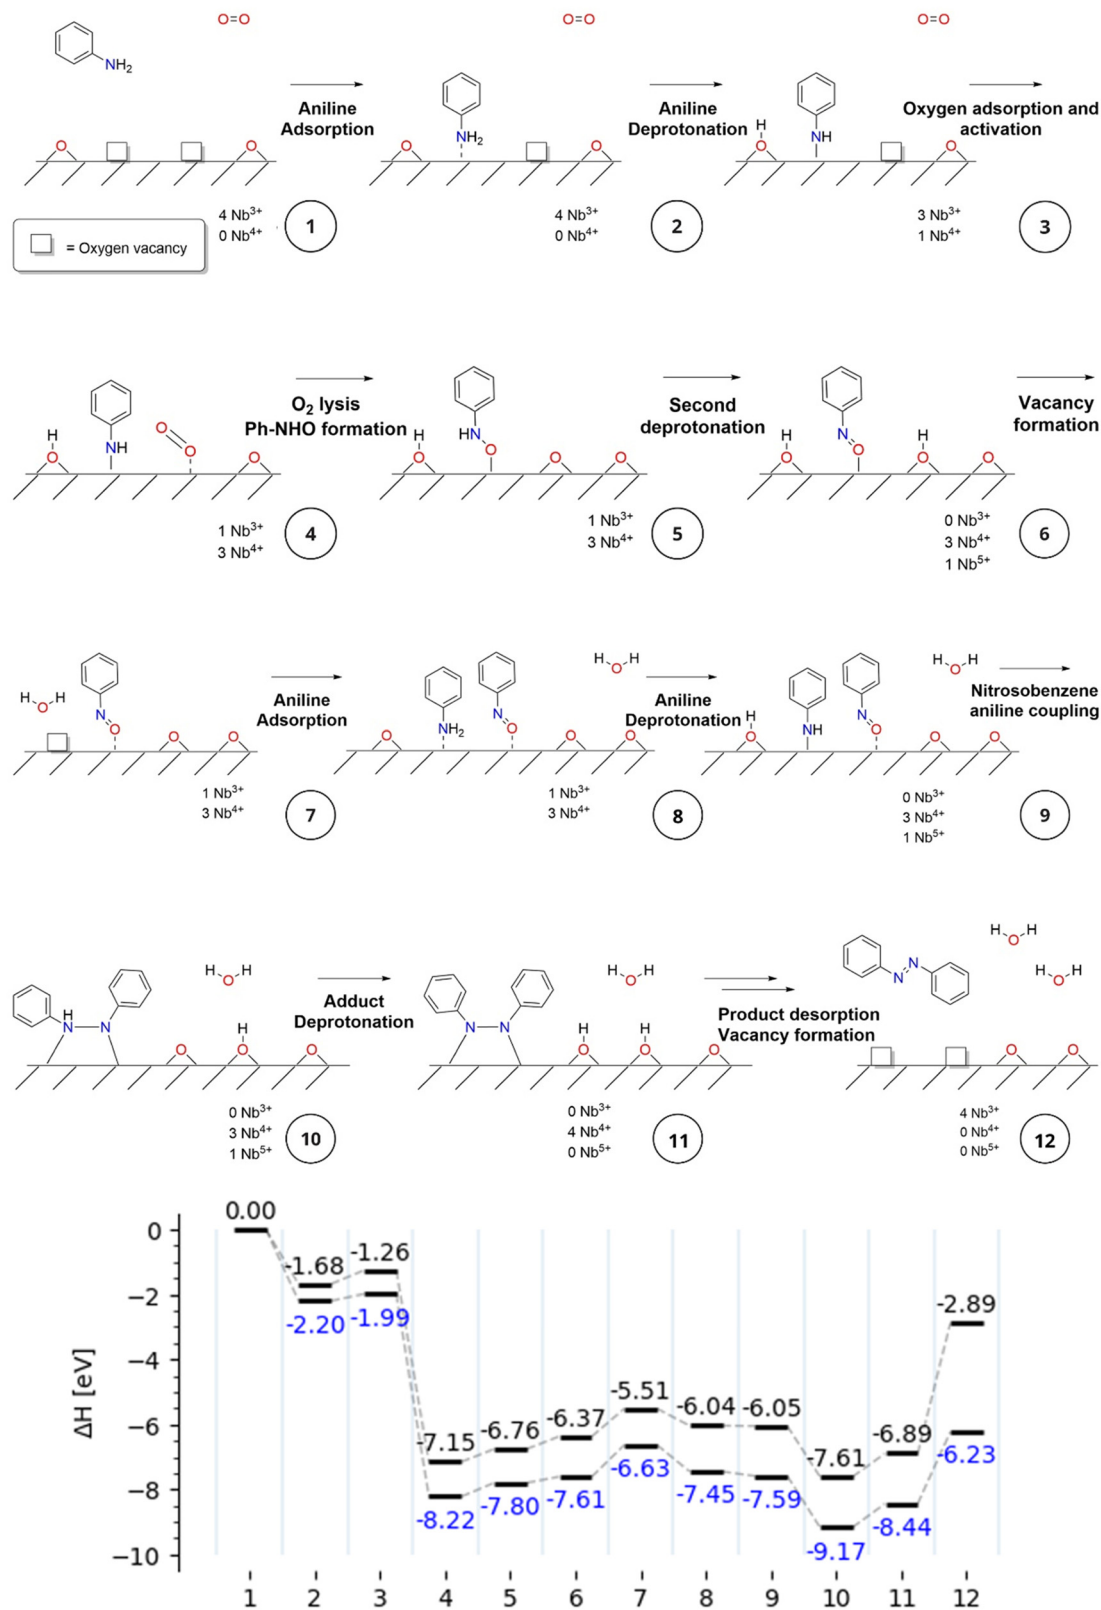 O=O
O=O
O=O
NH₂
NH₂
H
NH
Aniline
Adsorption
Aniline
Deprotonation
Oxygen adsorption and
activation
O O
O O
O O
4 Nb³⁺
0 Nb⁴⁺
1
4 Nb³⁺
0 Nb⁴⁺
2
3 Nb³⁺
1 Nb⁴⁺
3
= Oxygen vacancy
O₂ lysis
Ph-NHO formation
Second
deprotonation
Vacancy
formation
H
NH
O
H
HN
H
N
H
O O O
O O O O
O O O O
1 Nb³⁺
3 Nb⁴⁺
4
1 Nb³⁺
3 Nb⁴⁺
5
0 Nb³⁺
3 Nb⁴⁺
1 Nb⁵⁺
6
H O H
N
O O O
Aniline
Adsorption
NH₂
N
H O H
O O O O
Aniline
Deprotonation
H
NH
N
H O H
O O O O
Nitrosobenzene
aniline coupling
1 Nb³⁺
3 Nb⁴⁺
7
1 Nb³⁺
3 Nb⁴⁺
8
0 Nb³⁺
3 Nb⁴⁺
1 Nb⁵⁺
9
H O H
H
N N
H
O O O
Adduct
Deprotonation
H O H
N N
H H
O O O
Product desorption
Vacancy formation
H O H
H O H
N N
O O
0 Nb³⁺
3 Nb⁴⁺
1 Nb⁵⁺
10
0 Nb³⁺
4 Nb⁴⁺
0 Nb⁵⁺
11
4 Nb³⁺
0 Nb⁴⁺
0 Nb⁵⁺
12
ΔH [eV]
0
−2
−4
−6
−8
−10
0.00
-1.68
-1.26
-7.15
-6.76
-6.37
-5.51
-6.04
-6.05
-7.61
-6.89
-2.89
-2.20
-1.99
-8.22
-7.80
-7.61
-6.63
-7.45
-7.59
-9.17
-8.44
-6.23
1 2 3 4 5 6 7 8 9 10 11 12